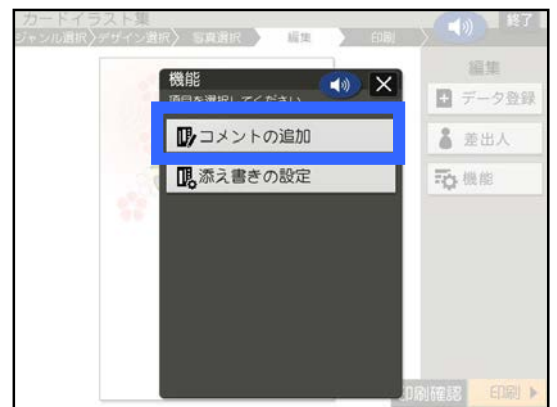 カードイラスト集
終了
ジャンル選択 デザイン選択 写真選択 編集 印刷
編集
データ登録
差出人
機能
機能
項目を選択してください
コメントの追加
添え書きの設定
印刷確認
印刷